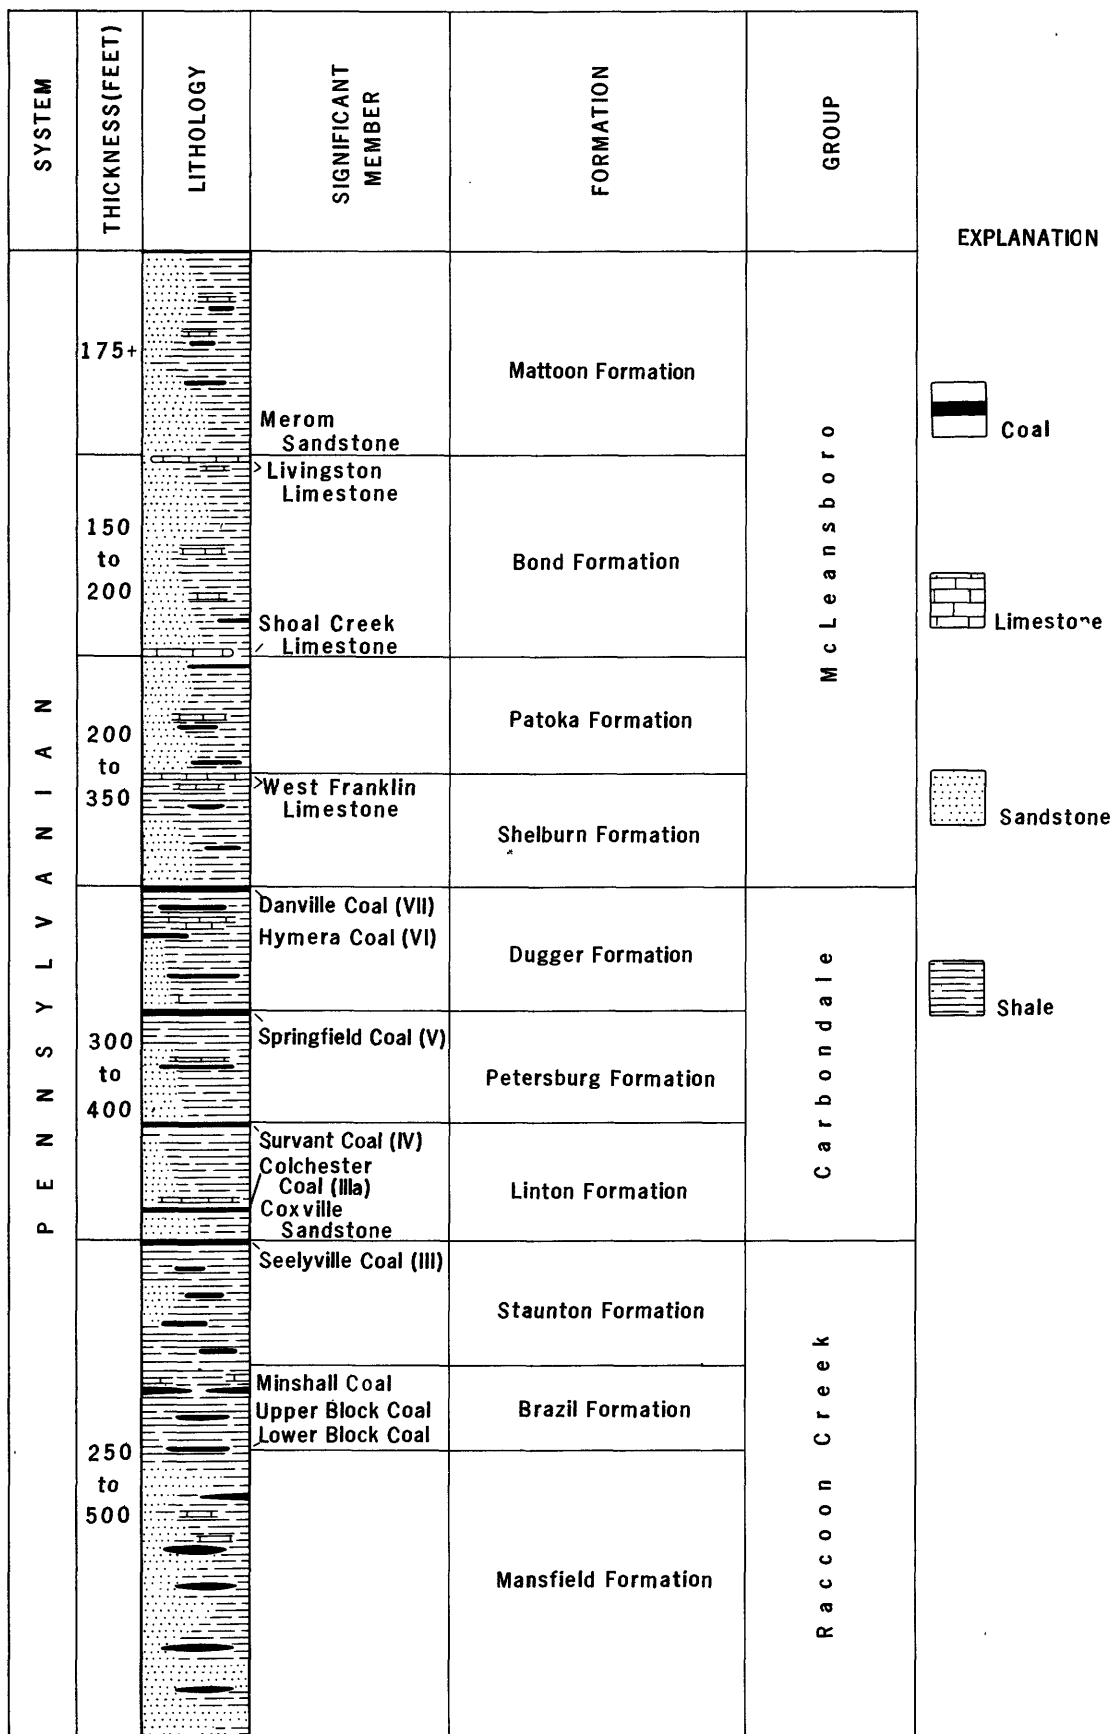 SYSTEM
THICKNESS(FEET)
LITHOLOGY
SIGNIFICANT
MEMBER
FORMATION
GROUP
EXPLANATION
PENNSYLVANIAN
175+
Merom
Sandstone
Mattoon Formation
McLeansboro
Coal
Livingston
Limestone
150
to
200
Bond Formation
Shoal Creek
Limestone
Limestone
200
to
350
Patoka Formation
West Franklin
Limestone
Shelburn Formation
Sandstone
Danville Coal (VII)
Hymera Coal (VI)
Dugger Formation
Carbondale
Shale
300
to
400
Springfield Coal (V)
Petersburg Formation
Survant Coal (IV)
Colchester
Coal (IIIa)
Coxville
Sandstone
Linton Formation
Seelyville Coal (III)
Staunton Formation
Raccoon Creek
Minshall Coal
Upper Block Coal
Lower Block Coal
Brazil Formation
250
to
500
Mansfield Formation